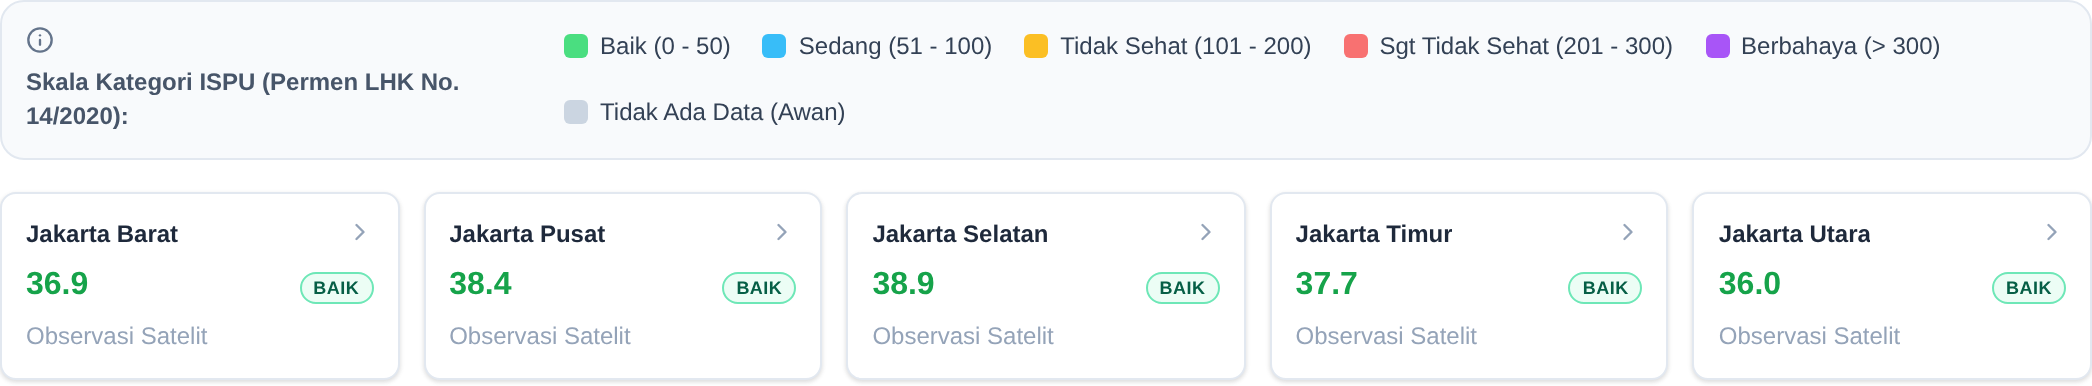 Skala Kategori ISPU (Permen LHK No.
14/2020):
Baik (0 - 50)
Sedang (51 - 100)
Tidak Sehat (101 - 200)
Sgt Tidak Sehat (201 - 300)
Berbahaya (> 300)
Tidak Ada Data (Awan)
Jakarta Barat
36.9
BAIK
Observasi Satelit
Jakarta Pusat
38.4
BAIK
Observasi Satelit
Jakarta Selatan
38.9
BAIK
Observasi Satelit
Jakarta Timur
37.7
BAIK
Observasi Satelit
Jakarta Utara
36.0
BAIK
Observasi Satelit